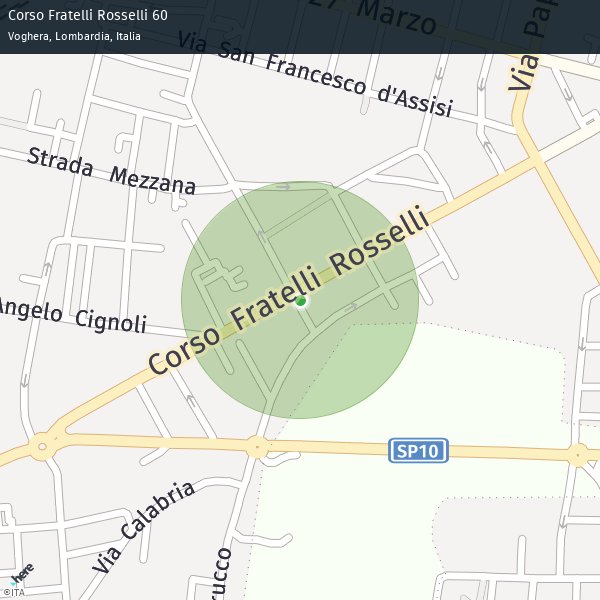 Corso Fratelli Rosselli 60
Voghera, Lombardia, Italia
27 Marzo
Via Pap
Via San Francesco d'Assisi
Strada Mezzana
Corso Fratelli Rosselli
Angelo Cignoli
SP10
Via Calabria
rucco
here
©ITA